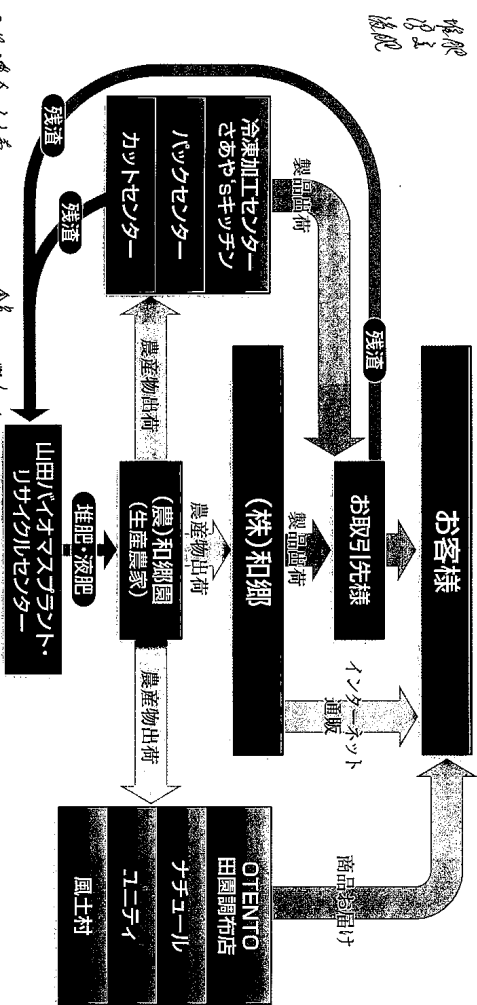 お客様
お取引先様
インターネット
通販
商品お届け
残渣
製品出荷
製品出荷
(株)和郷
冷凍加工センター
さあや'sキッチン
パックセンター
カットセンター
OTENTO
田園調布店
ナチュール
ユニティ
風土村
農産物出荷
農産物出荷
農産物出荷
(農)和郷園
(生産農家)
残渣
残渣
堆肥・液肥
山田バイオマスプラント・
リサイクルセンター